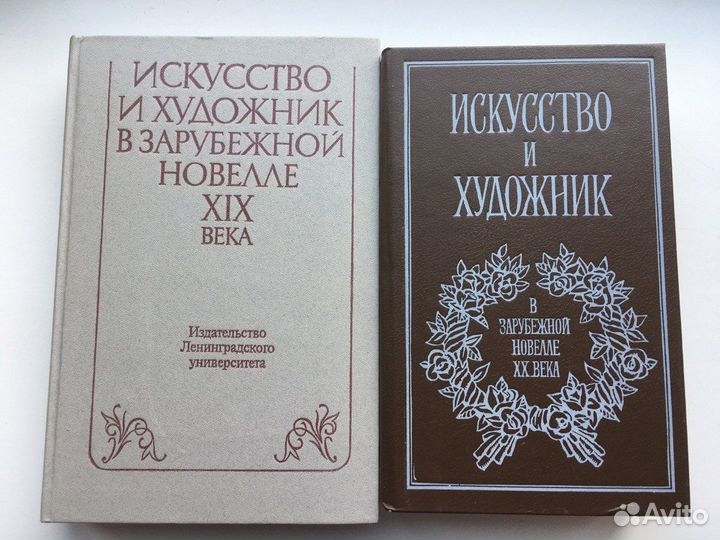 ИСКУССТВО
И ХУДОЖНИК
В ЗАРУБЕЖНОЙ
НОВЕЛЛЕ
XIX
ВЕКА
Издательство
Ленинградского
университета
ИСКУССТВО
И
ХУДОЖНИК
В
ЗАРУБЕЖНОЙ
НОВЕЛЛЕ
XX ВЕКА
Avito